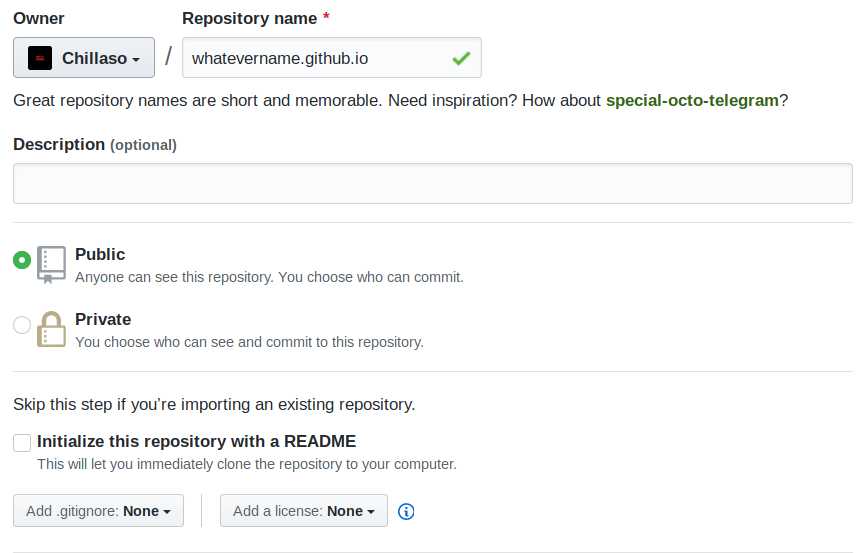 Owner Repository name *
Chillaso / whatevername.github.io
Great repository names are short and memorable. Need inspiration? How about special-octo-telegram?
Description (optional)
Public
Anyone can see this repository. You choose who can commit.
Private
You choose who can see and commit to this repository.
Skip this step if you’re importing an existing repository.
Initialize this repository with a README
This will let you immediately clone the repository to your computer.
Add .gitignore: None Add a license: None